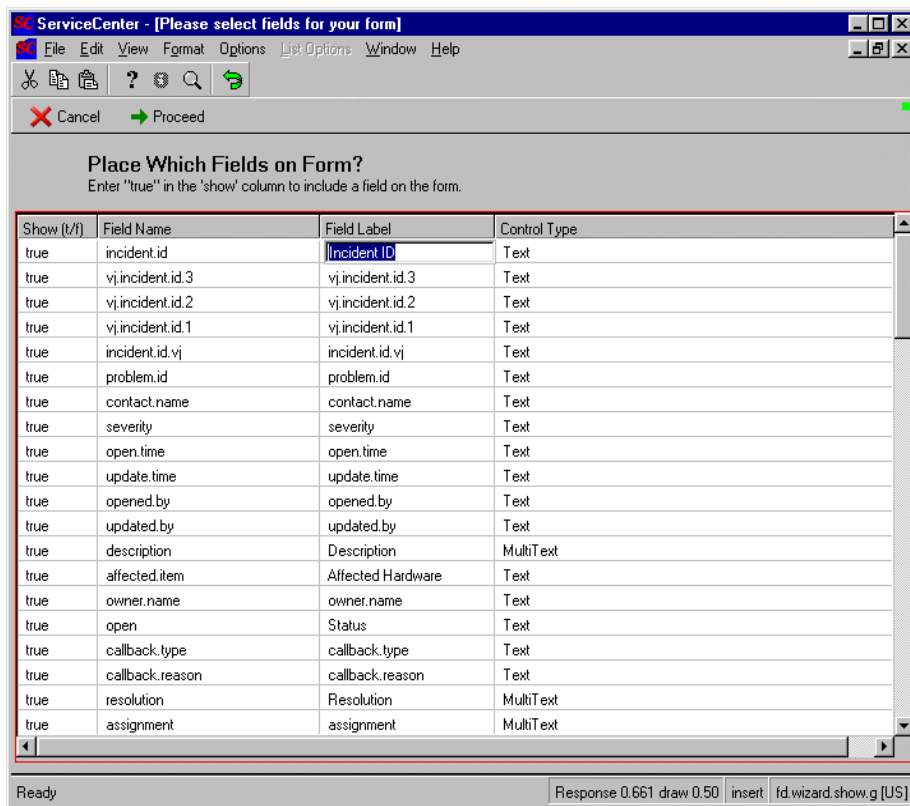 SC ServiceCenter - [Please select fields for your form]
SC File Edit View Format Options List Options Window Help
?
Cancel Proceed
Place Which Fields on Form?
Enter "true" in the 'show' column to include a field on the form.
Show (t/f) Field Name Field Label Control Type
true incident.id Incident ID Text
true vj.incident.id.3 vj.incident.id.3 Text
true vj.incident.id.2 vj.incident.id.2 Text
true vj.incident.id.1 vj.incident.id.1 Text
true incident.id.vj incident.id.vj Text
true problem.id problem.id Text
true contact.name contact.name Text
true severity severity Text
true open.time open.time Text
true update.time update.time Text
true opened.by opened.by Text
true updated.by updated.by Text
true description Description MultiText
true affected.item Affected Hardware Text
true owner.name owner.name Text
true open Status Text
true callback.type callback.type Text
true callback.reason callback.reason Text
true resolution Resolution MultiText
true assignment assignment MultiText
Ready Response 0.661 draw 0.50 insert fd.wizard.show.g [US]